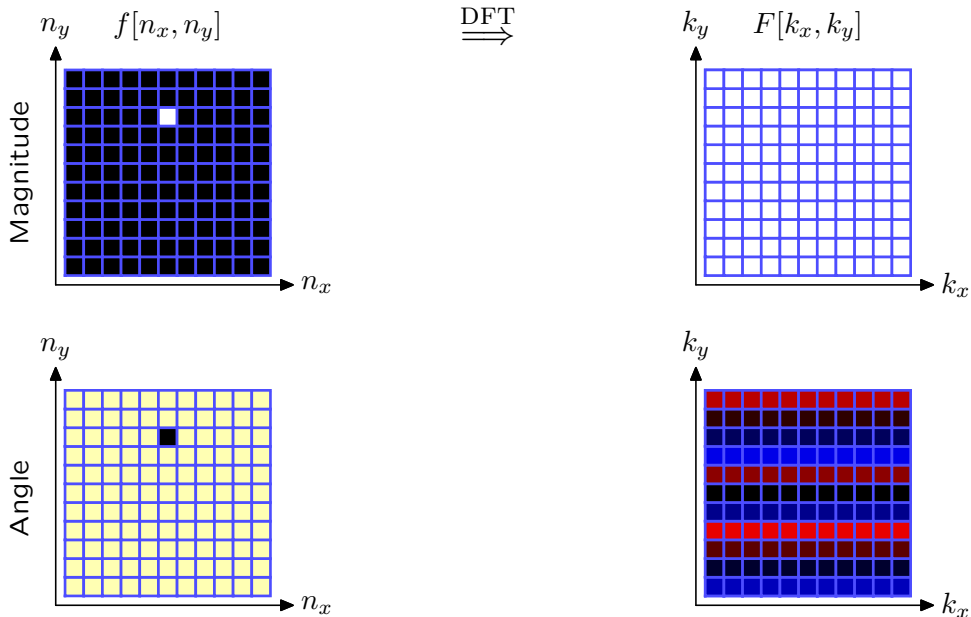 n_y f[n_x, n_y] DFT ⟹ k_y F[k_x, k_y]
Magnitude
n_x k_x
n_y k_y
Angle
n_x k_x